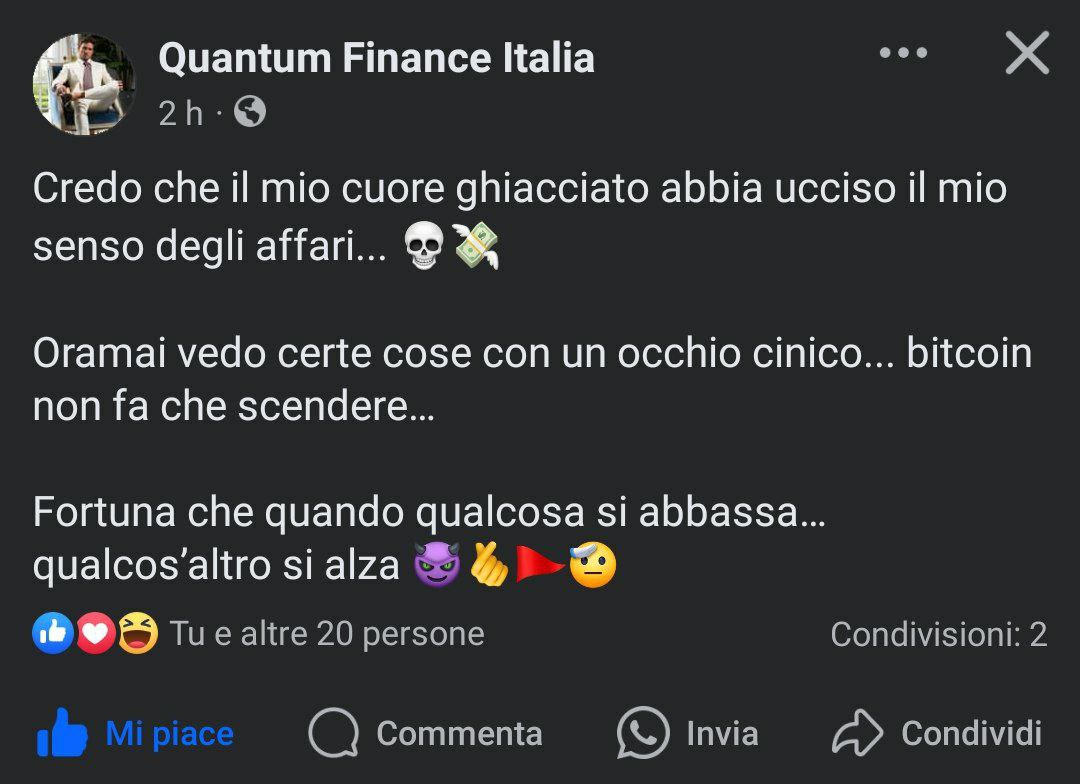 Quantum Finance Italia
2 h ·
Credo che il mio cuore ghiacciato abbia ucciso il mio
senso degli affari... 💀💸
Oramai vedo certe cose con un occhio cinico... bitcoin
non fa che scendere…
Fortuna che quando qualcosa si abbassa…
qualcos’altro si alza 😈🫰🚩🫡
Tu e altre 20 persone
Condivisioni: 2
Mi piace
Commenta
Invia
Condividi